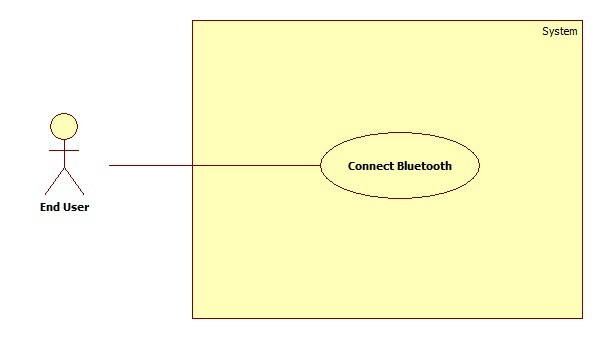 System
Connect Bluetooth
End User